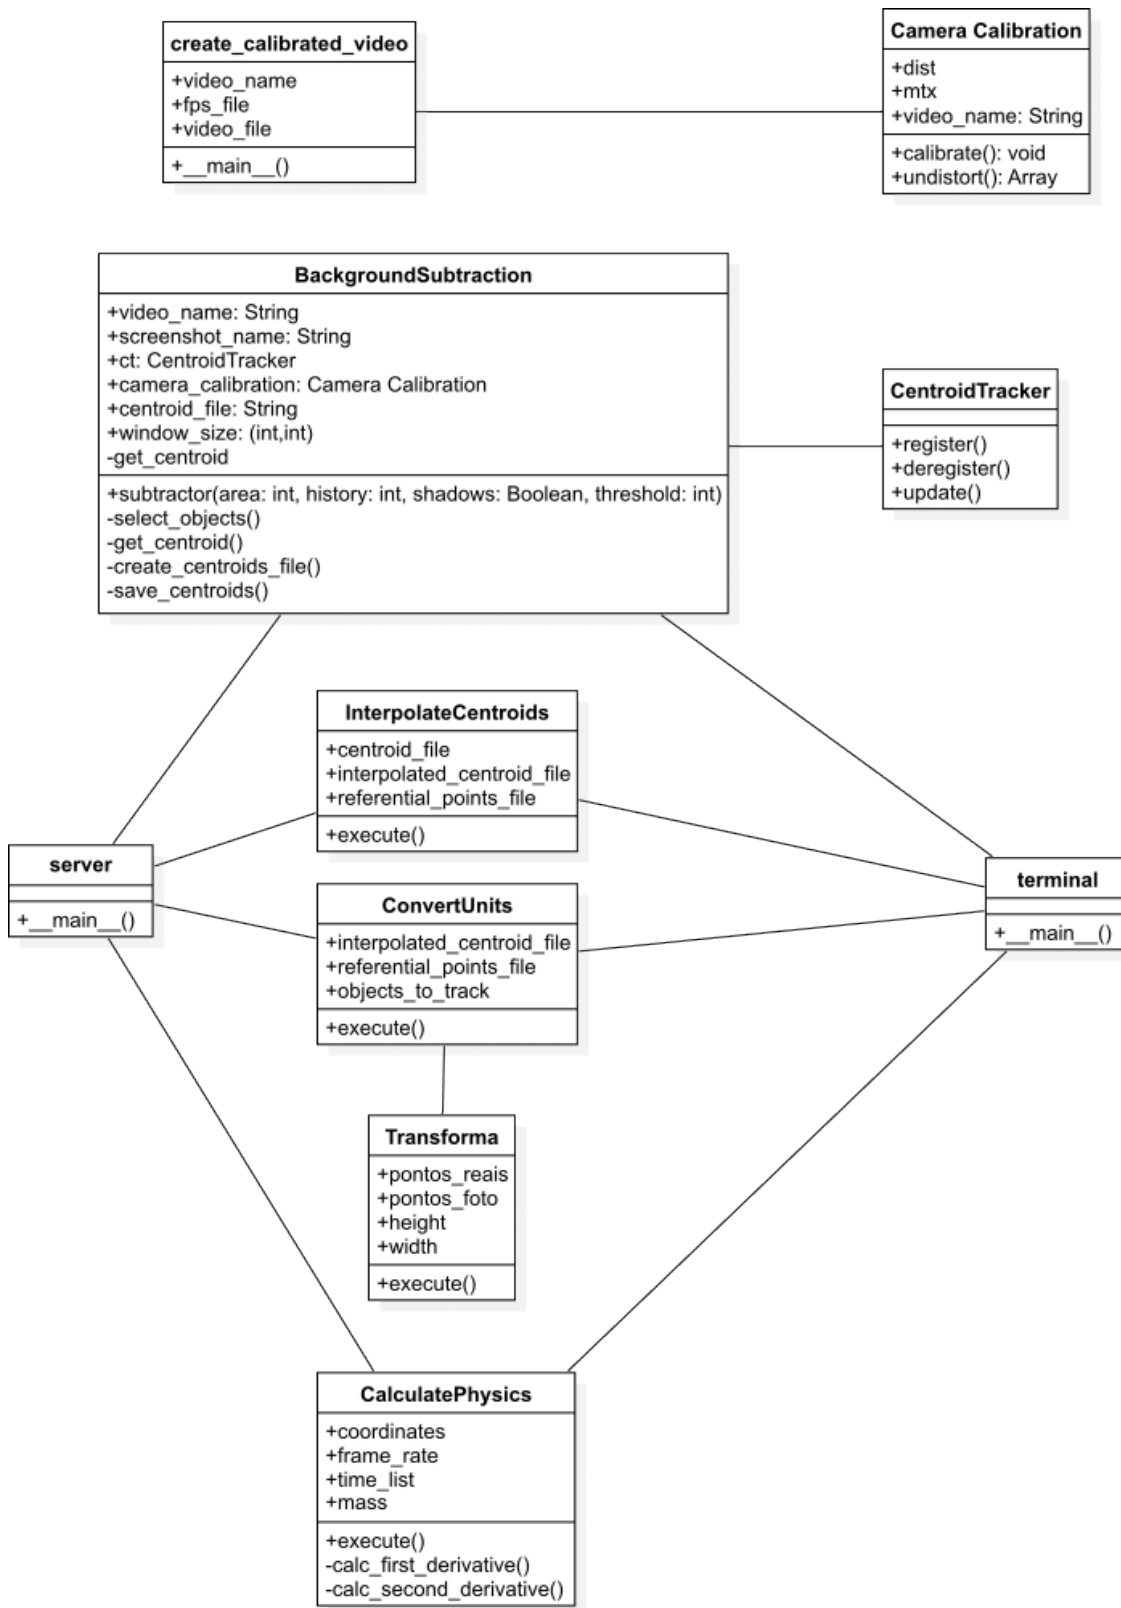 create_calibrated_video
+video_name
+fps_file
+video_file
+__main__()
Camera Calibration
+dist
+mtx
+video_name: String
+calibrate(): void
+undistort(): Array
BackgroundSubtraction
+video_name: String
+screenshot_name: String
+ct: CentroidTracker
+camera_calibration: Camera Calibration
+centroid_file: String
+window_size: (int,int)
-get_centroid
+subtractor(area: int, history: int, shadows: Boolean, threshold: int)
-select_objects()
-get_centroid()
-create_centroids_file()
-save_centroids()
CentroidTracker
+register()
+deregister()
+update()
InterpolateCentroids
+centroid_file
+interpolated_centroid_file
+referential_points_file
+execute()
server
+__main__()
terminal
+__main__()
ConvertUnits
+interpolated_centroid_file
+referential_points_file
+objects_to_track
+execute()
Transforma
+pontos_reais
+pontos_foto
+height
+width
+execute()
CalculatePhysics
+coordinates
+frame_rate
+time_list
+mass
+execute()
-calc_first_derivative()
-calc_second_derivative()